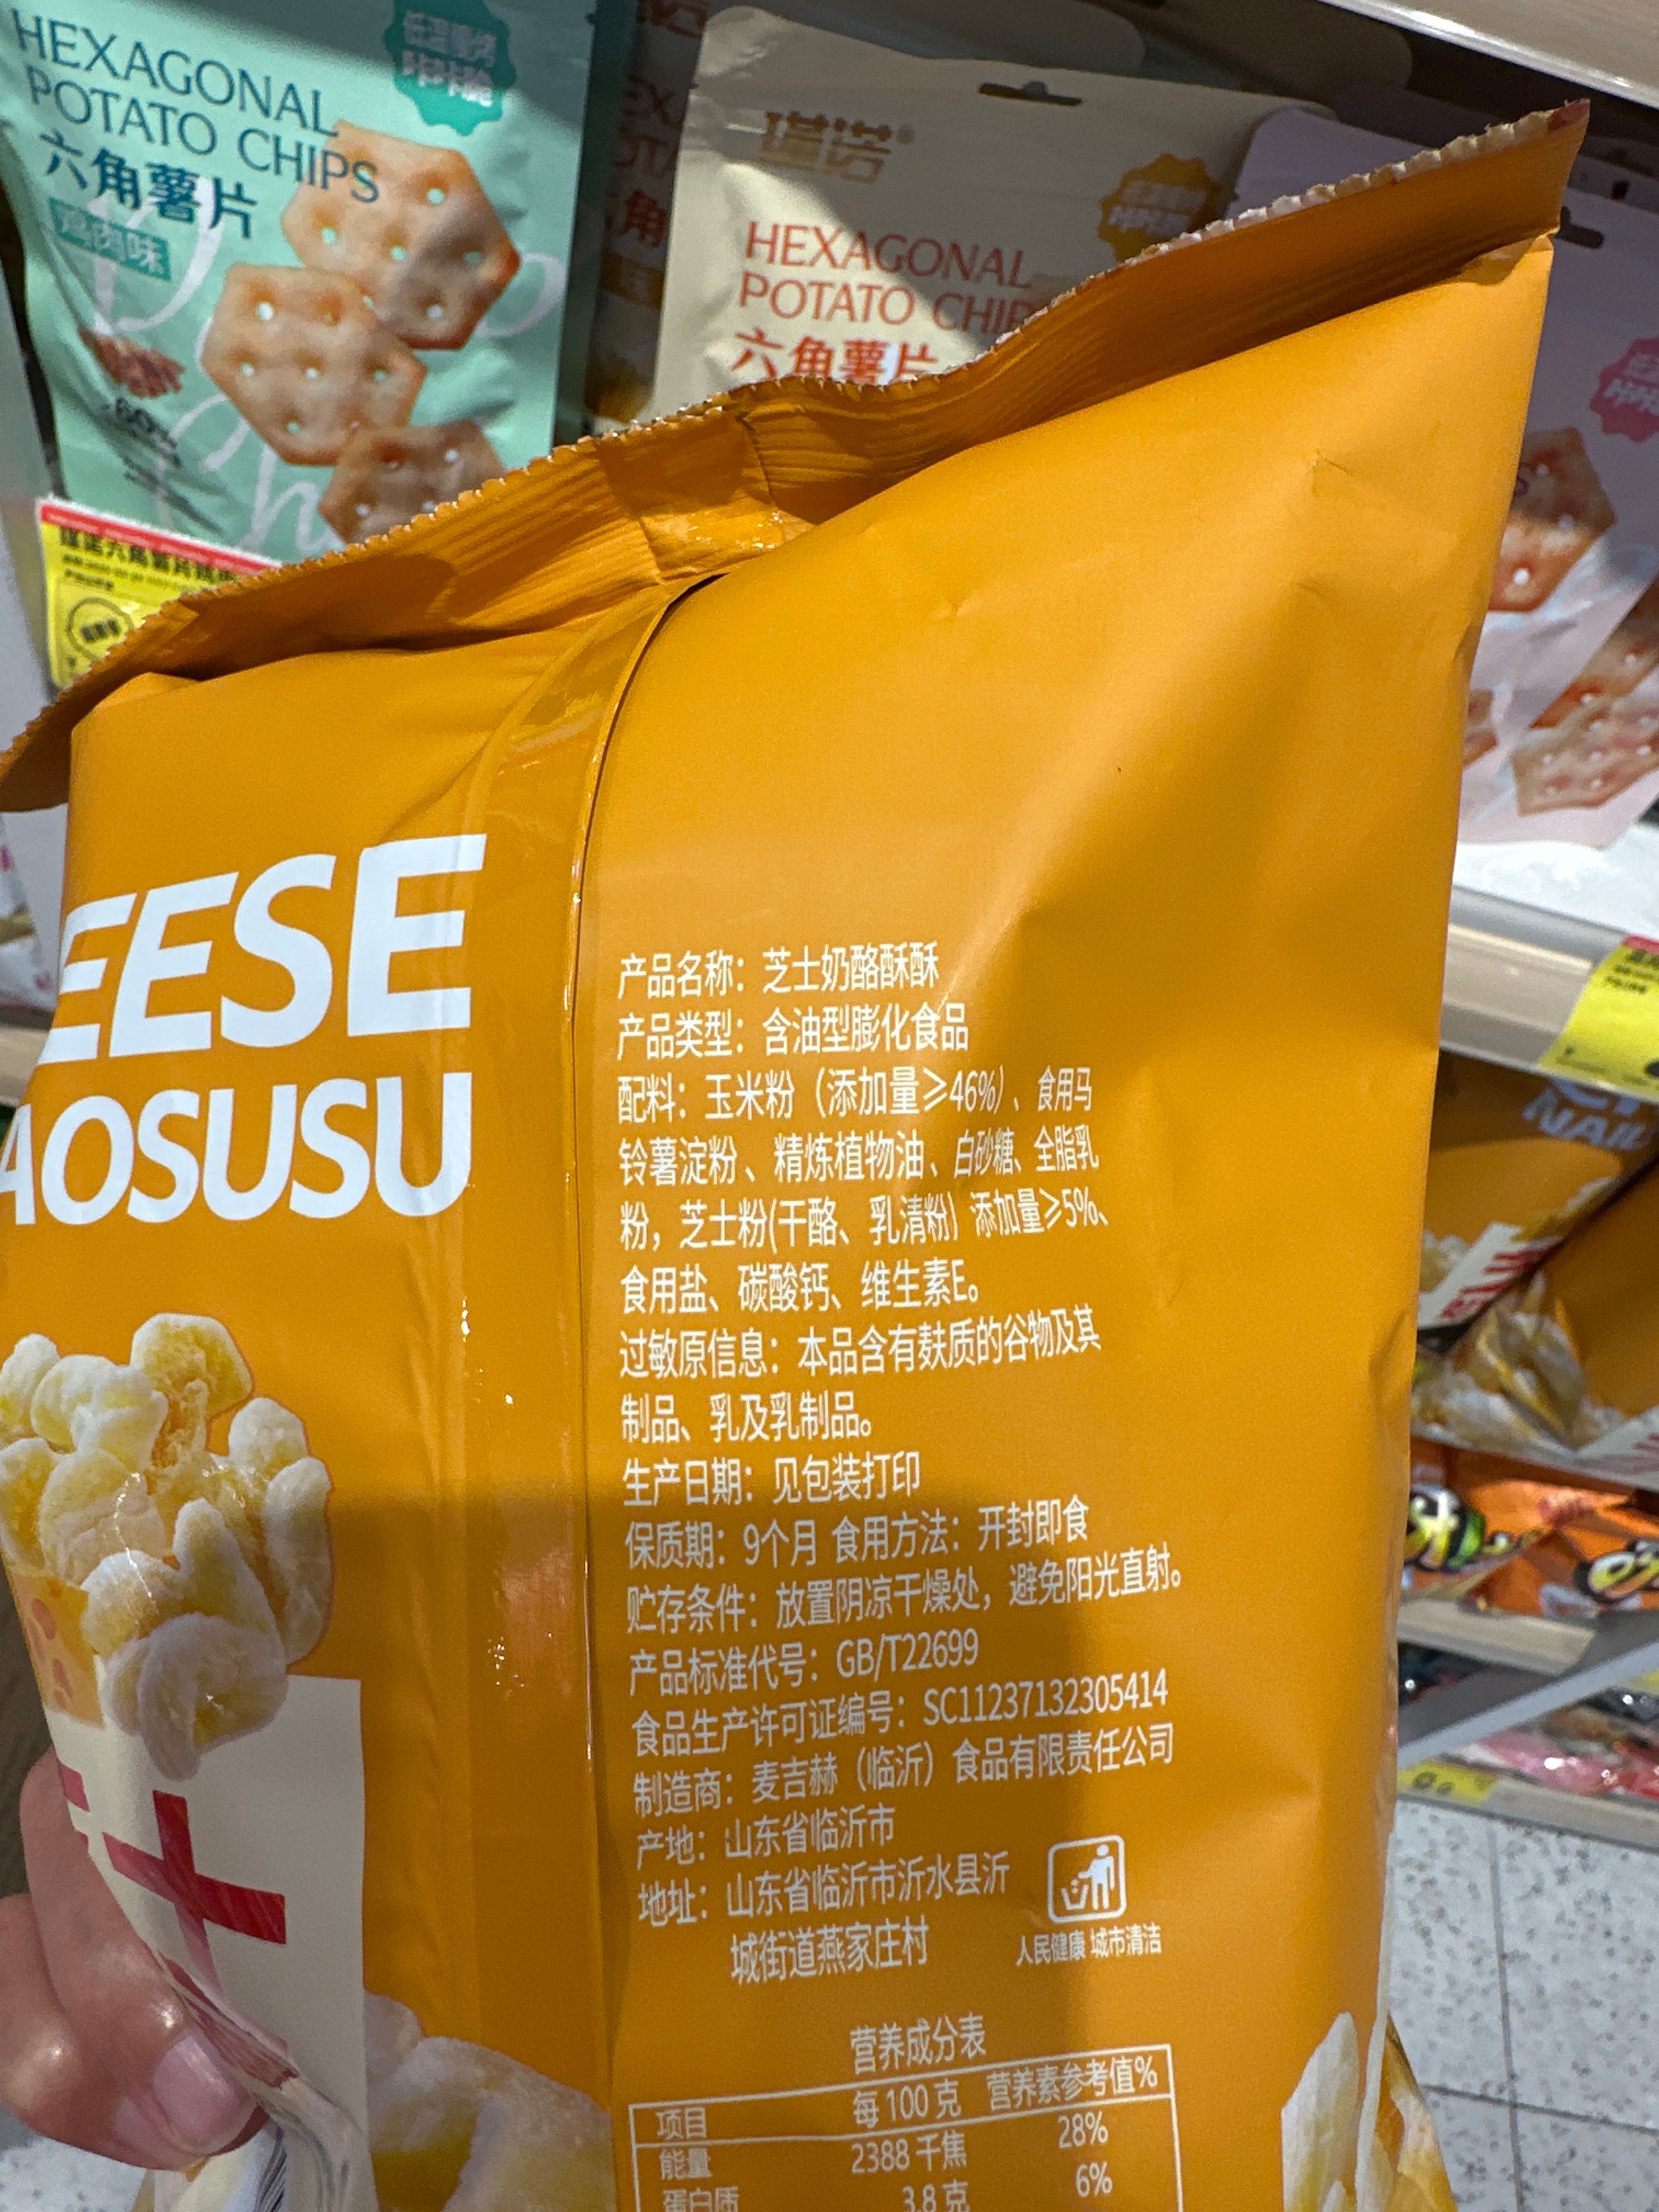 HEXAGONAL
POTATO CHIPS
六角薯片
鸡肉味
瑾诺®
HEXAGONAL
POTATO CHIP
六角薯片
EESE
AOSUSU
产品名称：芝士奶酪酥酥
产品类型：含油型膨化食品
配料：玉米粉（添加量≥46%）、食用马
铃薯淀粉、精炼植物油、白砂糖、全脂乳
粉，芝士粉(干酪、乳清粉）添加量≥5%、
食用盐、碳酸钙、维生素E。
过敏原信息：本品含有麸质的谷物及其
制品、乳及乳制品。
生产日期：见包装打印
保质期：9个月 食用方法：开封即食
贮存条件：放置阴凉干燥处，避免阳光直射。
产品标准代号：GB/T22699
食品生产许可证编号：SC11237132305414
制造商：麦吉赫（临沂）食品有限责任公司
产地：山东省临沂市
地址：山东省临沂市沂水县沂
城街道燕家庄村
人民健康 城市清洁
营养成分表
项目 每100克 营养素参考值%
能量 2388千焦 28%
蛋白质 3.8克 6%